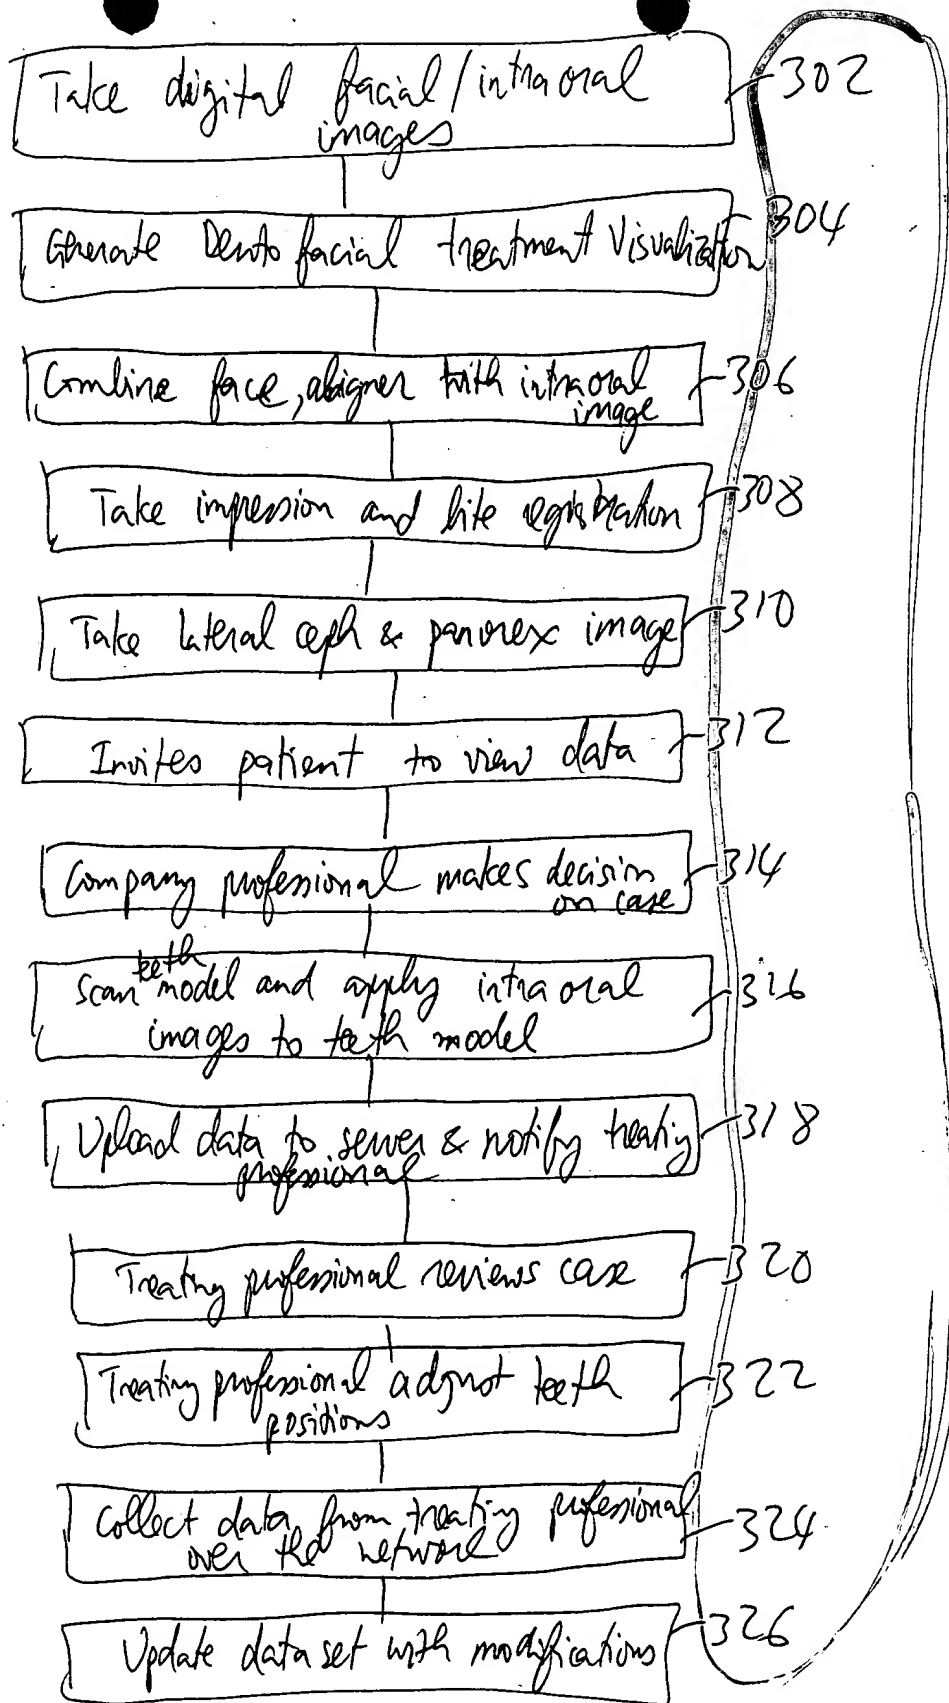 Take digital facial/intraoral
images
302
Generate Dentofacial treatment Visualization
304
Combine face, aligner with intraoral
image
306
Take impression and bite registration
308
Take lateral ceph & panorex image
310
Invites patient to view data
312
Company professional makes decision
on case
314
teeth
Scan model and apply intraoral
images to teeth model
316
Upload data to server & notify treating
professional
318
Treating professional reviews case
320
Treating professional adjust teeth
positions
322
Collect data from treating professional
over the network
324
Update data set with modifications
326